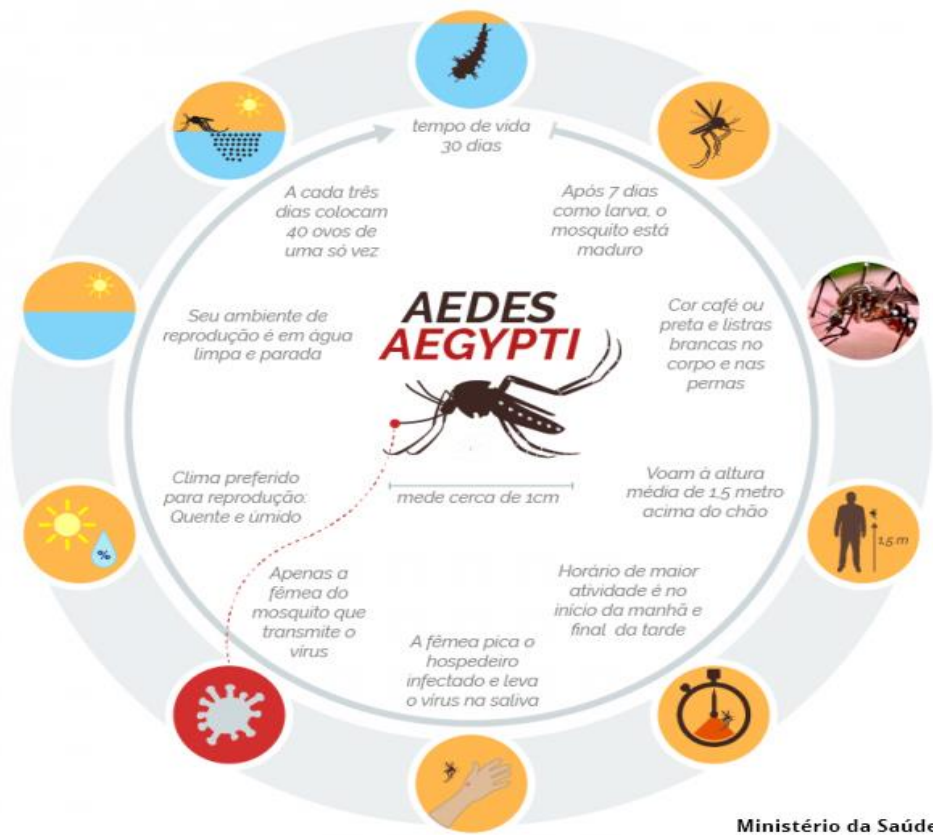 tempo de vida
30 dias
Após 7 dias
como larva, o
mosquito está
maduro
Cor café ou
preta e listras
brancas no
corpo e nas
pernas
Voam á altura
média de 1,5 metro
acima do chão
1,5 m
Horário de maior
atividade é no
início da manhã e
final da tarde
A fêmea pica o
hospedeiro
infectado e leva
o vírus na saliva
Apenas a
fêmea do
mosquito que
transmite o
vírus
Clima preferido
para reprodução:
Quente e úmido
%
Seu ambiente de
reprodução é em água
limpa e parada
A cada três
dias colocam
40 ovos de
uma só vez
AEDES
AEGYPTI
mede cerca de 1cm
Ministério da Saúde